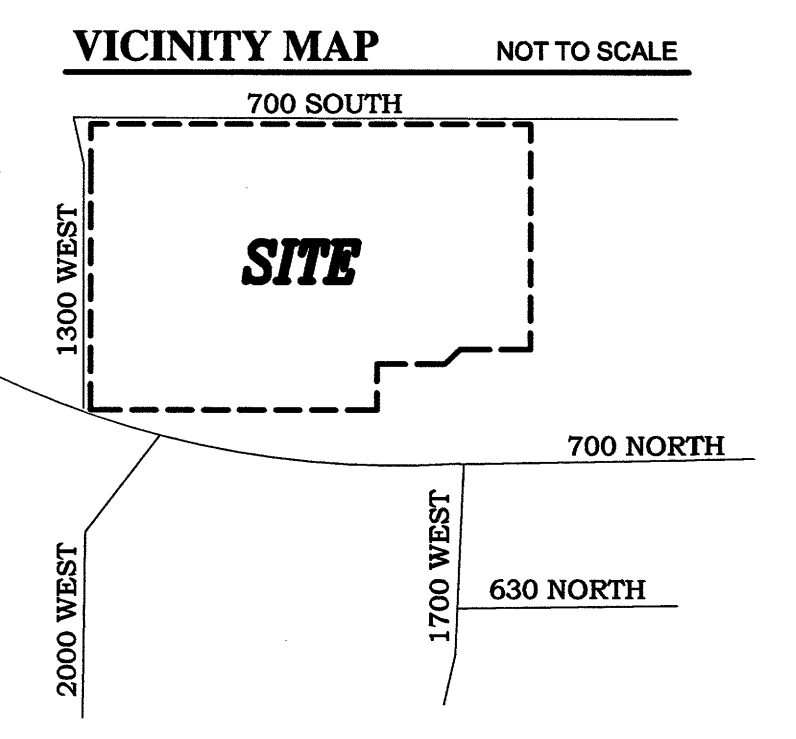 VICINITY MAP
NOT TO SCALE
700 SOUTH
1300 WEST
SITE
700 NORTH
1700 WEST
630 NORTH
2000 WEST